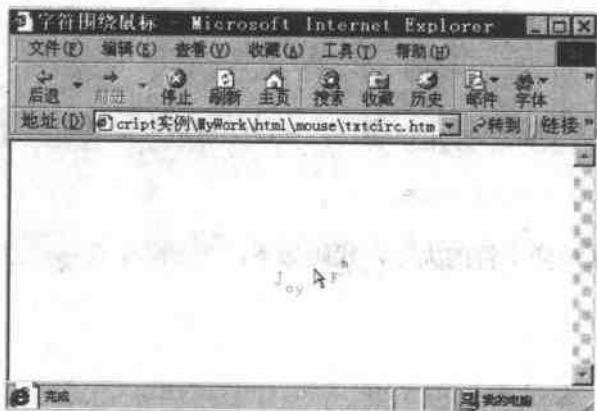 字符围绕鼠标 - Microsoft Internet Explorer
文件(F) 编辑(E) 查看(V) 收藏(A) 工具(T) 帮助(H)
后退 前进 停止 刷新 主页 搜索 收藏 历史 邮件 字体
地址(D) cript实例\MyWork\html\mouse\txtcirc.htm 转到 链接
J oy F
完成 我的电脑